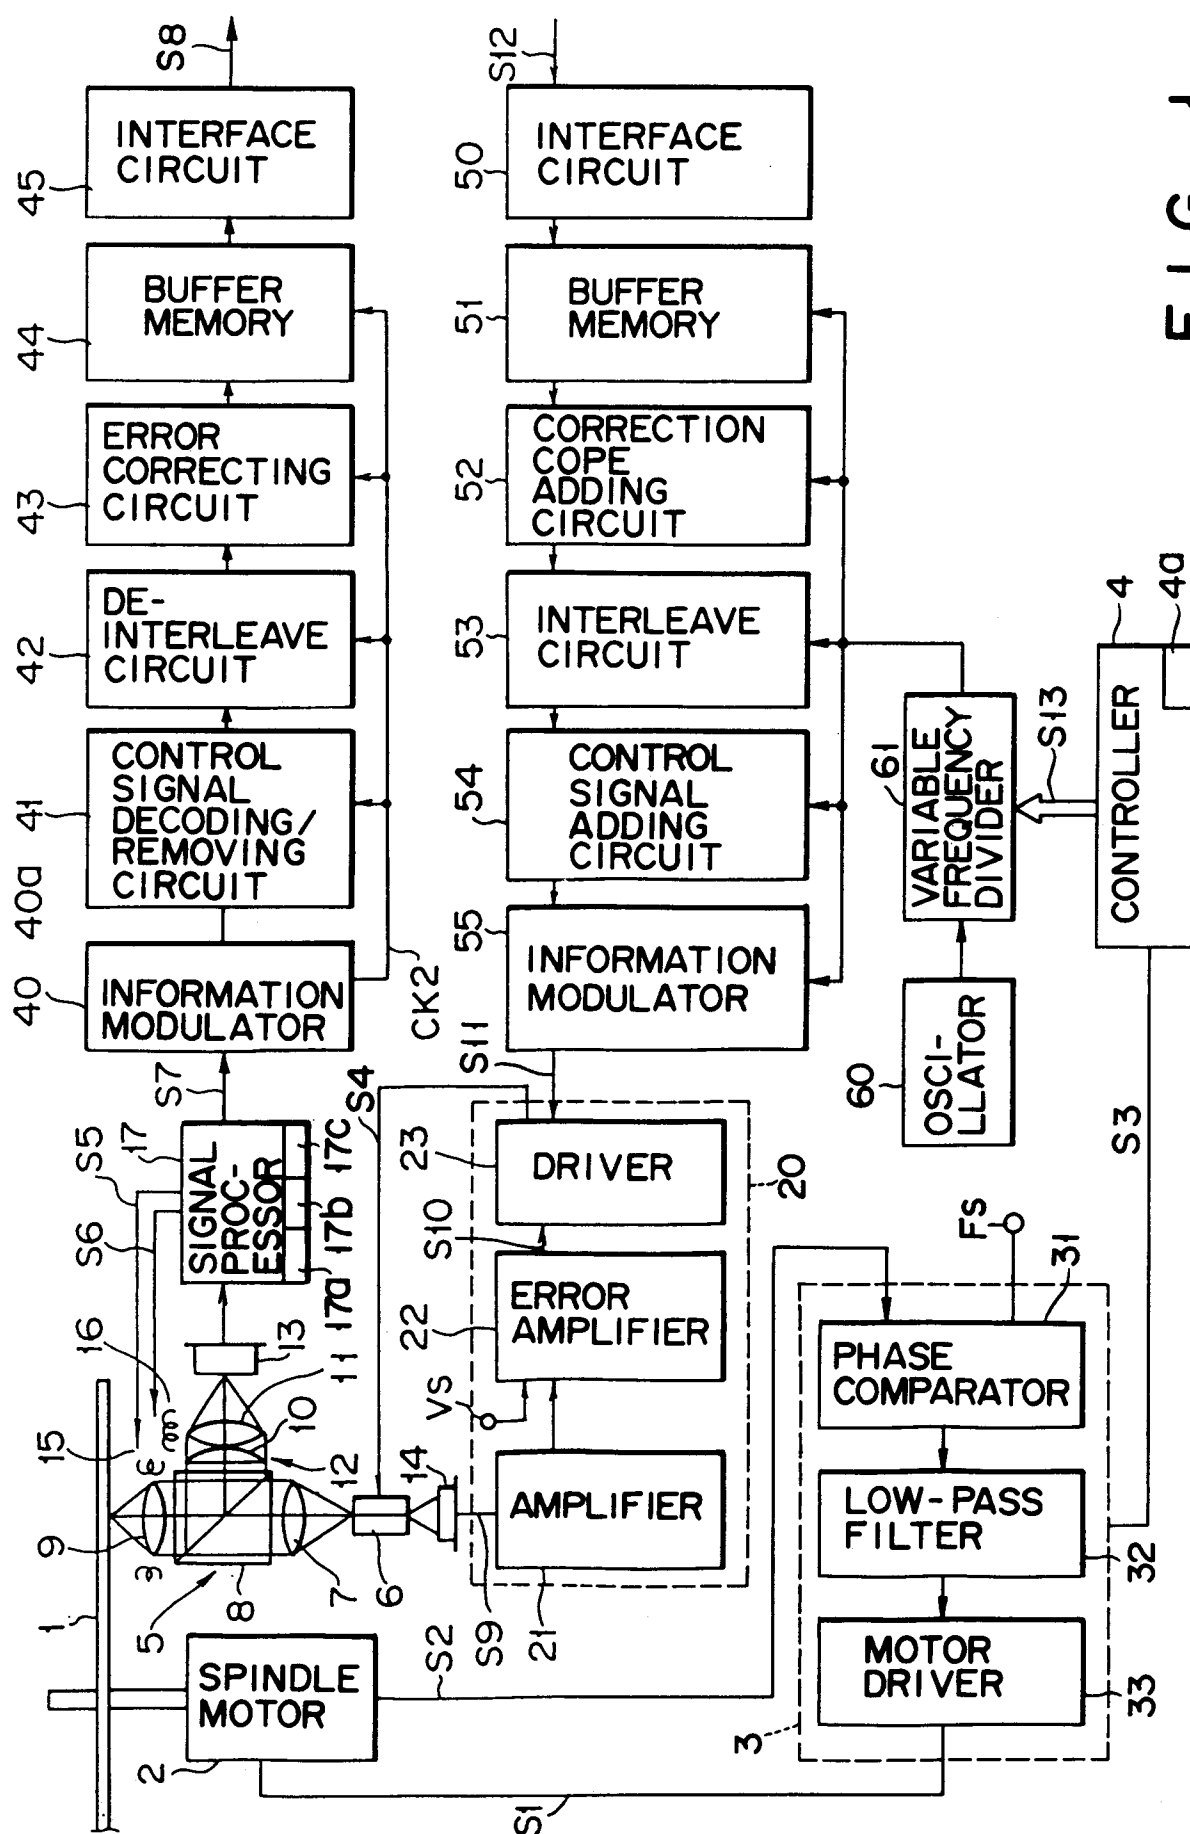 S8
S12
INTERFACE
CIRCUIT
45
INTERFACE
CIRCUIT
50
BUFFER
MEMORY
44
BUFFER
MEMORY
51
ERROR
CORRECTING
CIRCUIT
43
CORRECTION
COPE
ADDING
CIRCUIT
52
DE-
INTERLEAVE
CIRCUIT
42
INTERLEAVE
CIRCUIT
53
CONTROL
SIGNAL
DECODING/
REMOVING
CIRCUIT
41
40a
CONTROL
SIGNAL
ADDING
CIRCUIT
54
INFORMATION
MODULATOR
40
CK2
INFORMATION
MODULATOR
55
S11
VARIABLE
FREQUENCY
DIVIDER
61
S13
CONTROLLER
4
4a
OSCI-
LLATOR
60
S3
S7
S5
S6
17
SIGNAL
PROC-
ESSOR
17a
17b
17c
S4
DRIVER
23
S10
20
ERROR
AMPLIFIER
22
VS
AMPLIFIER
21
S9
16
15
13
11
10
12
14
9
3
8
5
7
6
1
SPINDLE
MOTOR
2
S2
S1
FS
PHASE
COMPARATOR
31
LOW-PASS
FILTER
32
MOTOR
DRIVER
33
3
FIG. 1